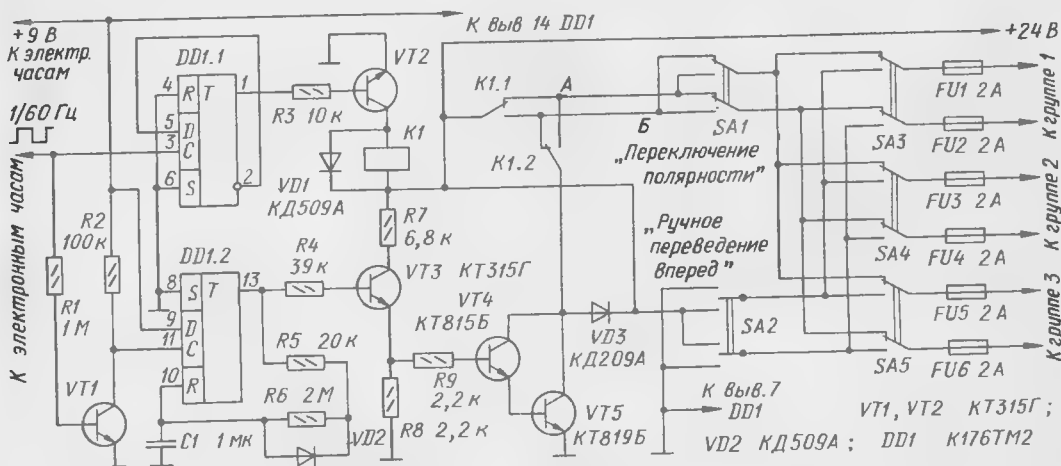 +9 В
К электр.
часам
1/60 Гц
К электронным часам
R1
1 М
R2
100 к
VT1
DD1.1
4
R
T
1
5
D
3
C
6
S
2
DD1.2
8
S
T
13
9
D
11
C
10
R
C1 1 мк
R3 10 к
VT2
K1
VD1
КД509А
R7
6,8 к
R4
39 к
VT3 КТ315Г
R5 20 к
R6 2 М
VD2
R9
2,2 к
R8 2,2 к
VT4
КТ815Б
VT5
КТ819Б
К выв 14 DD1
+24 В
K1.1
А
Б
K1.2
SA1
„Переключение
полярности"
„Ручное
переведение
вперед"
VD3
КД209А
SA2
К выв.7
DD1
SA3
SA4
SA5
FU1 2 А
FU2 2 А
FU3 2 А
FU4 2 А
FU5 2 А
FU6 2 А
К группе 1
К группе 2
К группе 3
VT1, VT2 КТ315Г;
VD2 КД509А; DD1 К176ТМ2